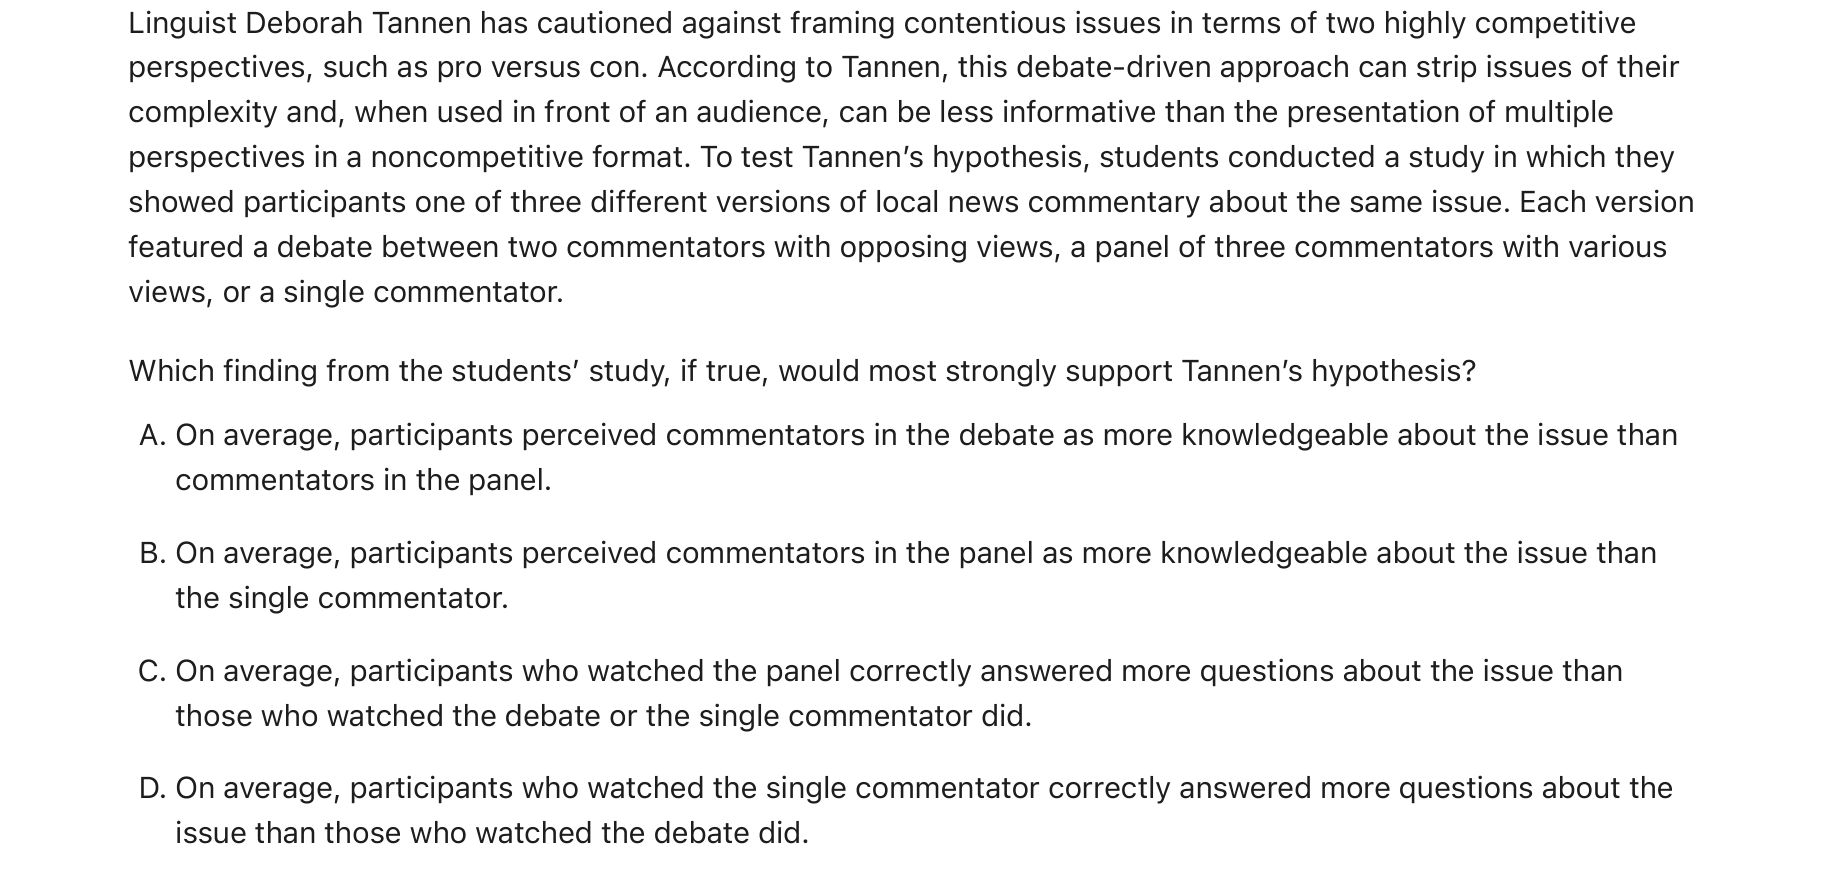 Linguist Deborah Tannen has cautioned against framing contentious issues in terms of two highly competitive
perspectives, such as pro versus con. According to Tannen, this debate-driven approach can strip issues of their
complexity and, when used in front of an audience, can be less informative than the presentation of multiple
perspectives in a noncompetitive format. To test Tannen’s hypothesis, students conducted a study in which they
showed participants one of three different versions of local news commentary about the same issue. Each version
featured a debate between two commentators with opposing views, a panel of three commentators with various
views, or a single commentator.
Which finding from the students’ study, if true, would most strongly support Tannen’s hypothesis?
A. On average, participants perceived commentators in the debate as more knowledgeable about the issue than
commentators in the panel.
B. On average, participants perceived commentators in the panel as more knowledgeable about the issue than
the single commentator.
C. On average, participants who watched the panel correctly answered more questions about the issue than
those who watched the debate or the single commentator did.
D. On average, participants who watched the single commentator correctly answered more questions about the
issue than those who watched the debate did.